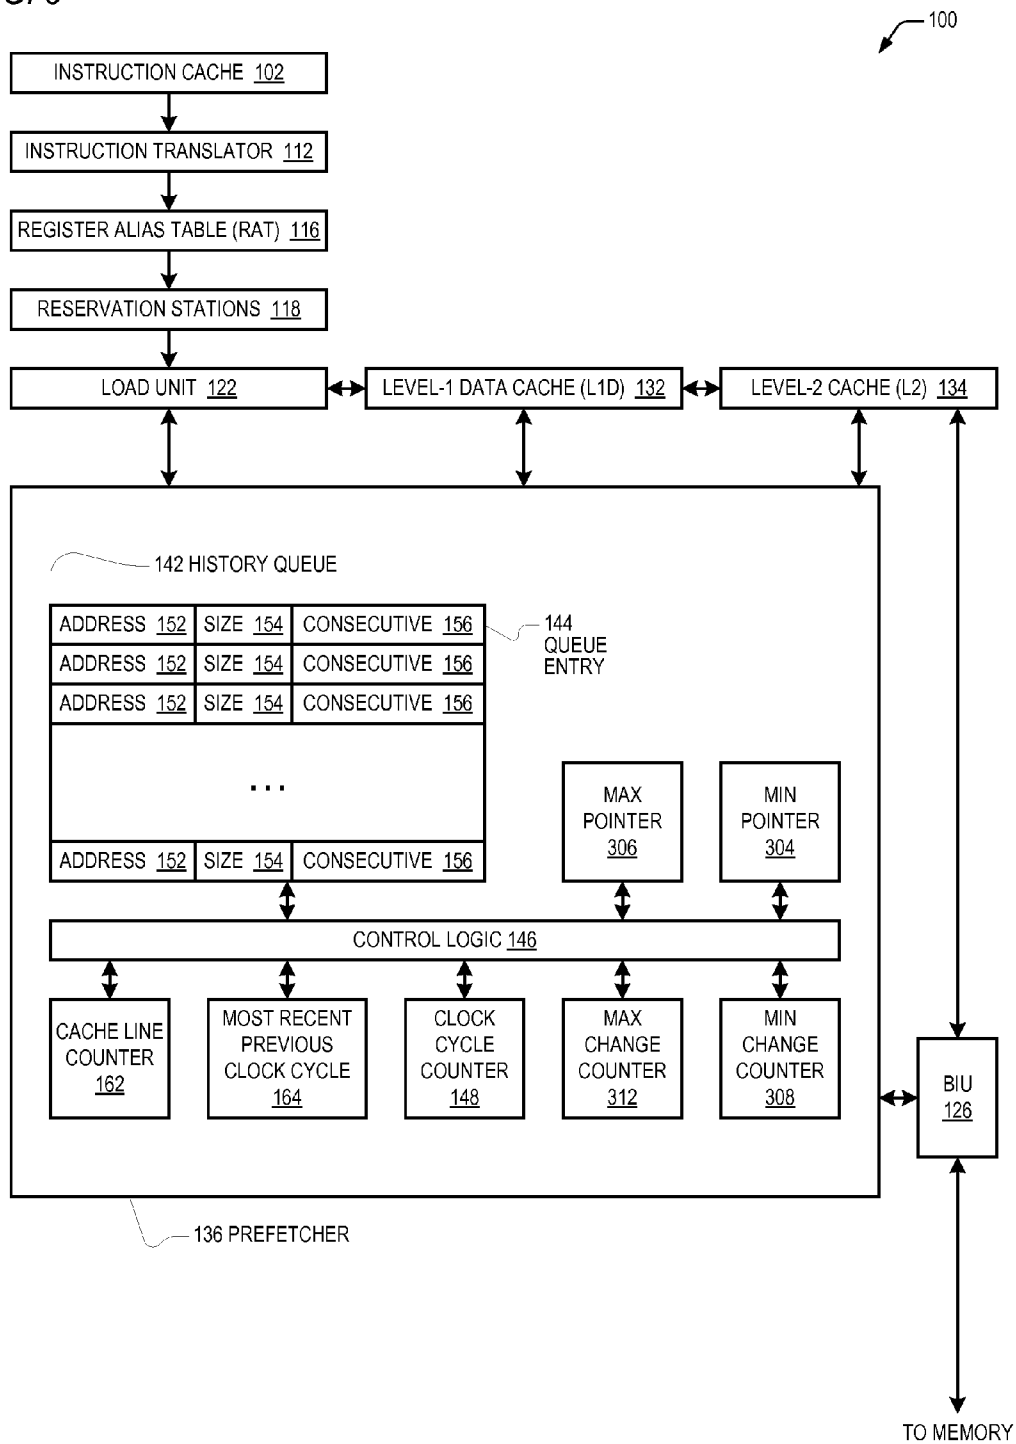 100
INSTRUCTION CACHE 102
INSTRUCTION TRANSLATOR 112
REGISTER ALIAS TABLE (RAT) 116
RESERVATION STATIONS 118
LOAD UNIT 122
LEVEL-1 DATA CACHE (L1D) 132
LEVEL-2 CACHE (L2) 134
142 HISTORY QUEUE
ADDRESS 152 SIZE 154 CONSECUTIVE 156
ADDRESS 152 SIZE 154 CONSECUTIVE 156
ADDRESS 152 SIZE 154 CONSECUTIVE 156
...
ADDRESS 152 SIZE 154 CONSECUTIVE 156
144
QUEUE
ENTRY
MAX
POINTER
306
MIN
POINTER
304
CONTROL LOGIC 146
CACHE LINE
COUNTER
162
MOST RECENT
PREVIOUS
CLOCK CYCLE
164
CLOCK
CYCLE
COUNTER
148
MAX
CHANGE
COUNTER
312
MIN
CHANGE
COUNTER
308
BIU
126
136 PREFETCHER
TO MEMORY